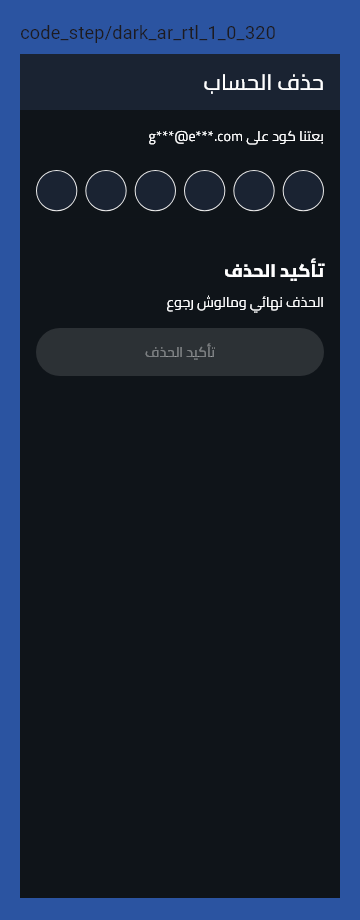 code_step/dark_ar_rtl_1_0_320
حذف الحساب
بعتنا كود على g***@e***.com
تأكيد الحذف
الحذف نهائي ومالوش رجوع
تأكيد الحذف